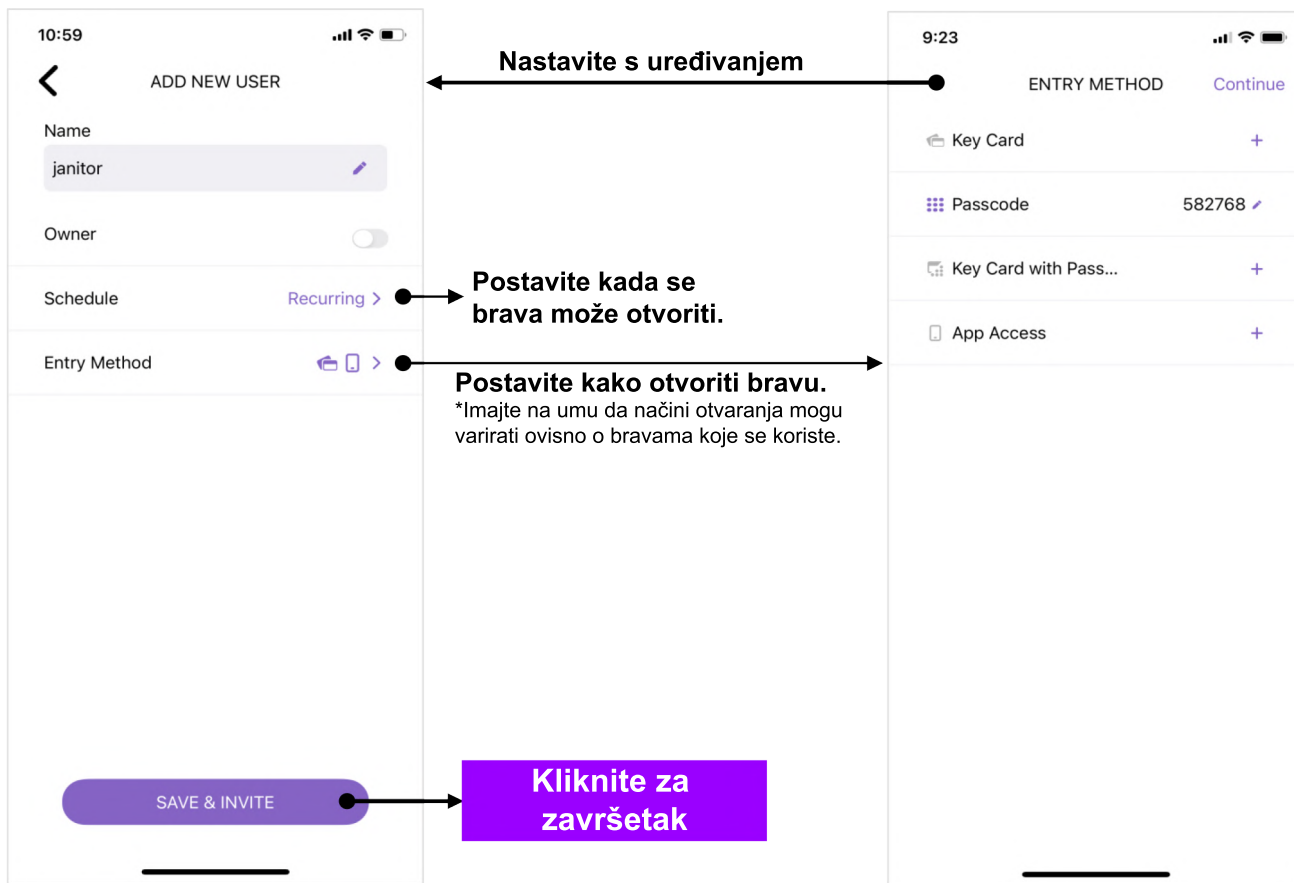 10:59
ADD NEW USER
Name
janitor
Owner
Schedule
Recurring
Entry Method
SAVE & INVITE
Nastavite s uređivanjem
Postavite kada se
brava može otvoriti.
Postavite kako otvoriti bravu.
*Imajte na umu da načini otvaranja mogu
varirati ovisno o bravama koje se koriste.
Kliknite za
završetak
9:23
ENTRY METHOD
Continue
Key Card
+
Passcode
582768
Key Card with Pass...
+
App Access
+